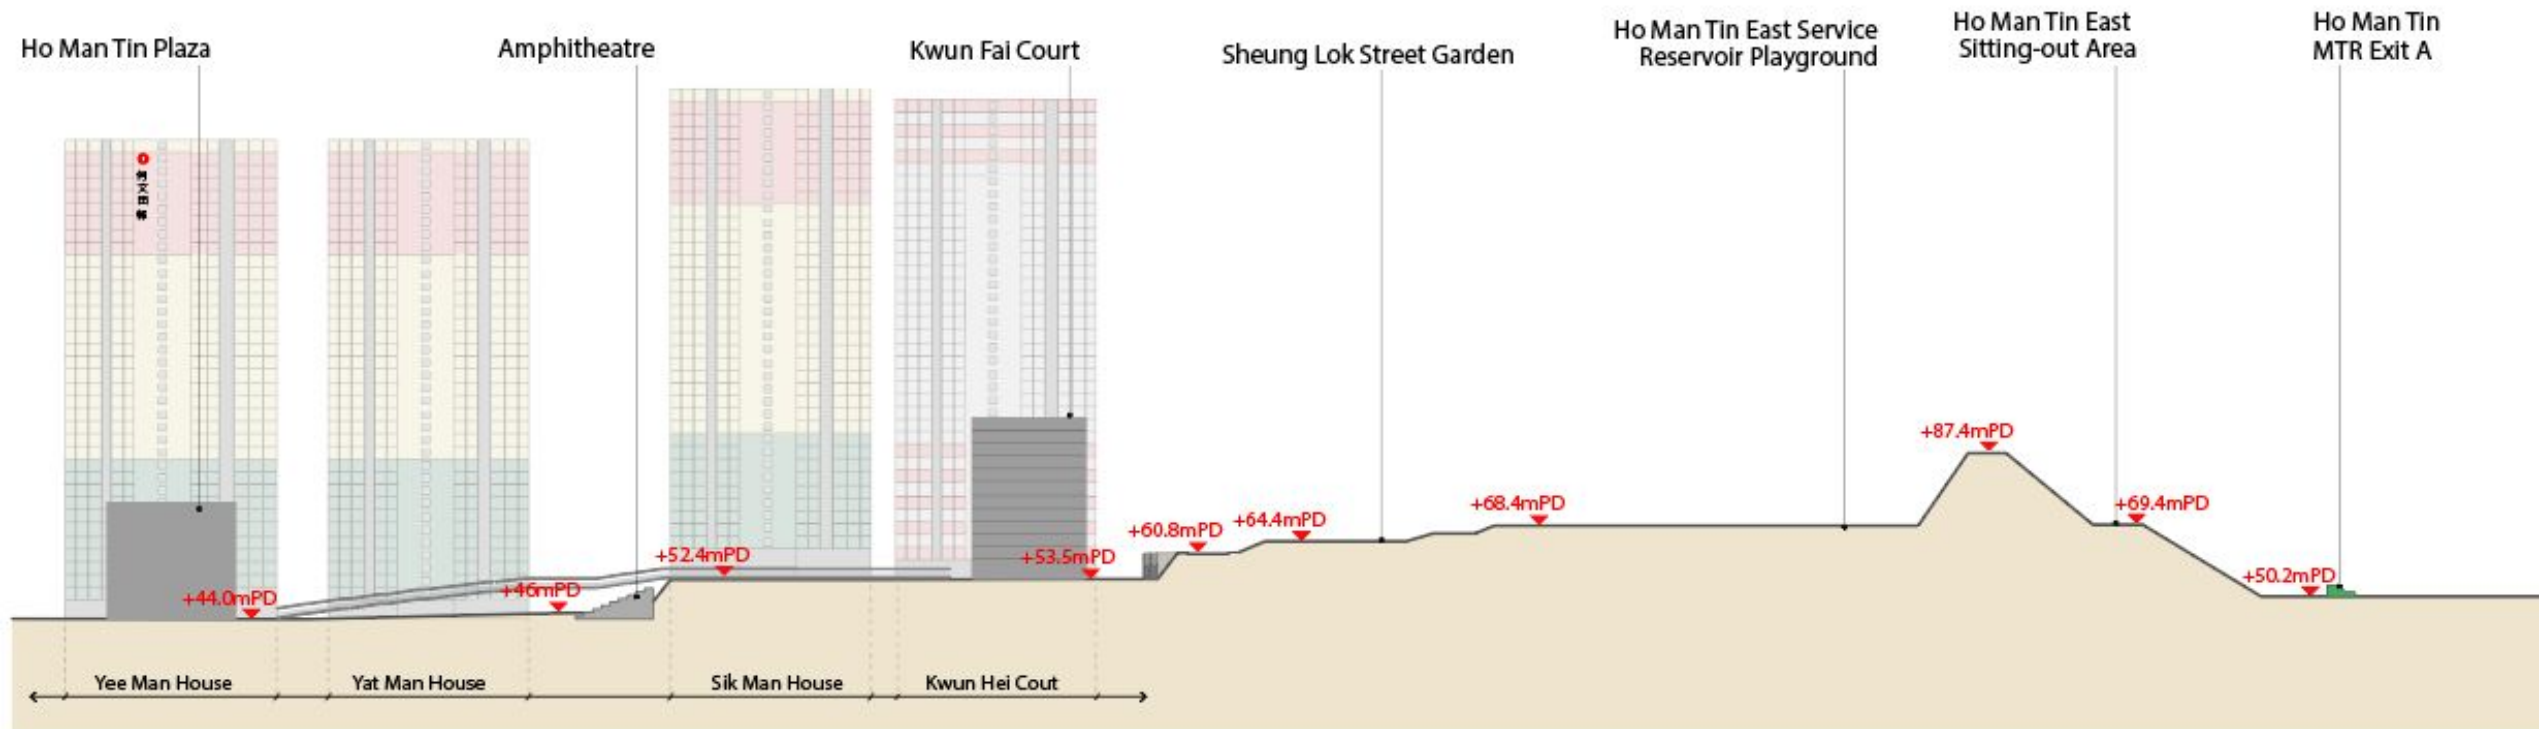 Ho Man Tin Plaza
Amphitheatre
Kwun Fai Court
Sheung Lok Street Garden
Ho Man Tin East Service
Reservoir Playground
Ho Man Tin East
Sitting-out Area
Ho Man Tin
MTR Exit A
+44.0mPD
+46mPD
+52.4mPD
+53.5mPD
+60.8mPD
+64.4mPD
+68.4mPD
+87.4mPD
+69.4mPD
+50.2mPD
Yee Man House
Yat Man House
Sik Man House
Kwun Hei Cout